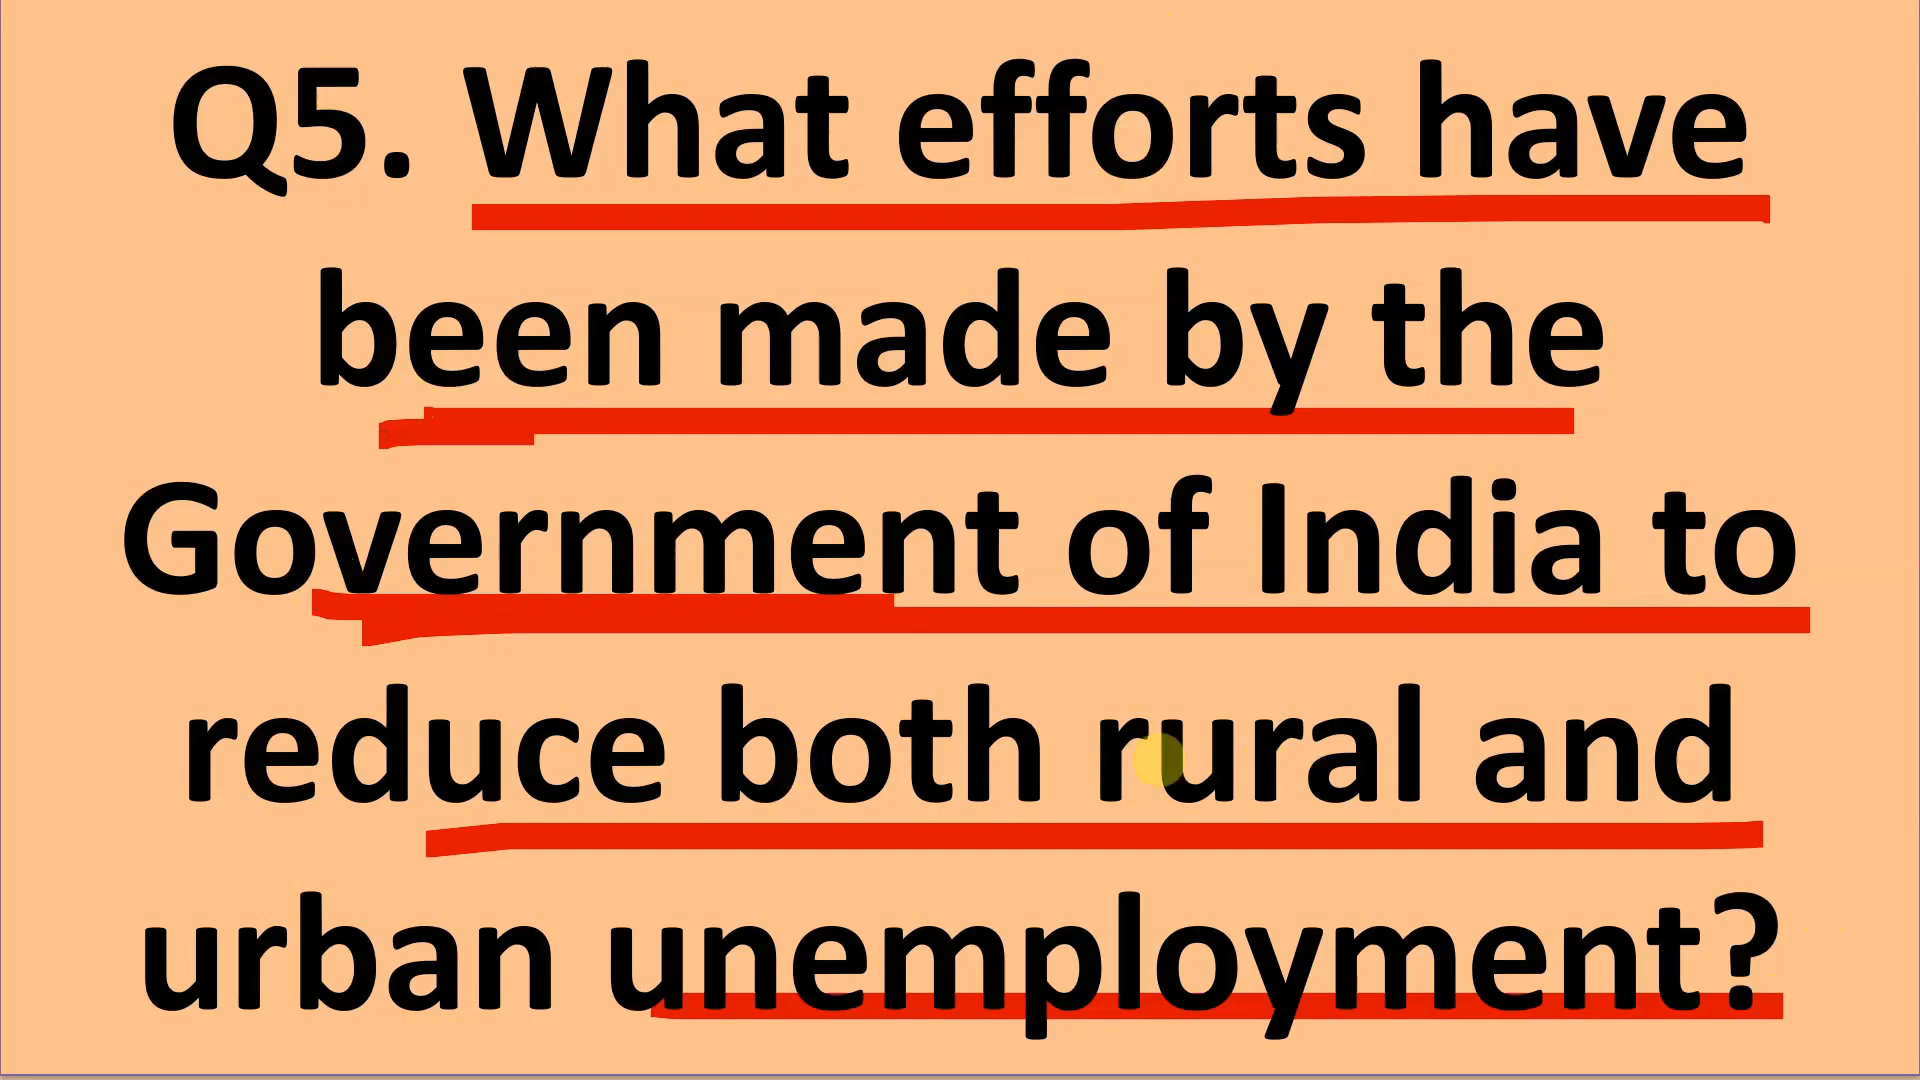 Q5. What efforts have
been made by the
Government of India to
reduce both rural and
urban unemployment?